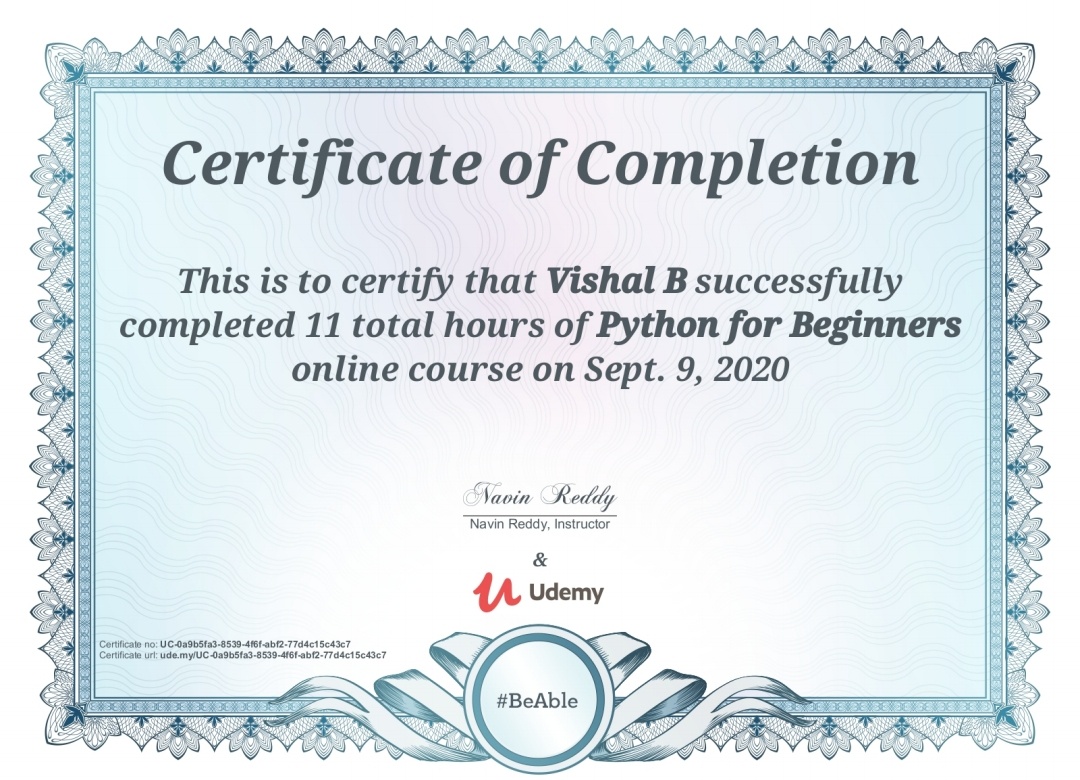 Certificate of Completion
This is to certify that Vishal B successfully
completed 11 total hours of Python for Beginners
online course on Sept. 9, 2020
Navin Reddy
Navin Reddy, Instructor
&
Udemy
Certificate no: UC-0a9b5fa3-8539-4f6f-abf2-77d4c15c43c7
Certificate url: ude.my/UC-0a9b5fa3-8539-4f6f-abf2-77d4c15c43c7
#BeAble